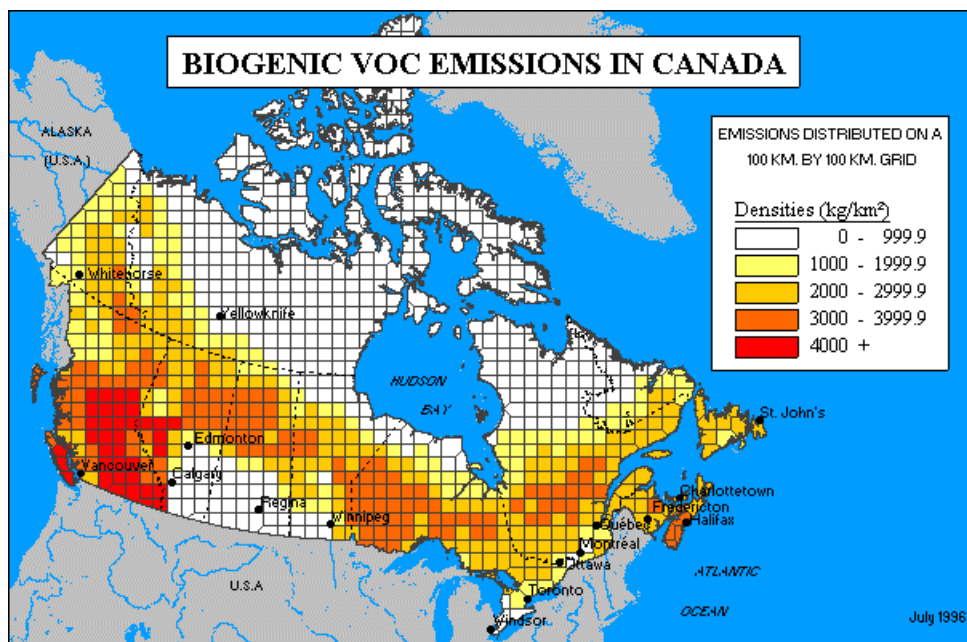 BIOGENIC VOC EMISSIONS IN CANADA
ALASKA
(U.S.A.)
EMISSIONS DISTRIBUTED ON A
100 KM. BY 100 KM. GRID
Densities (kg/km²)
0 - 999.9
1000 - 1999.9
2000 - 2999.9
3000 - 3999.9
4000 +
Whitehorse
Yellowknife
HUDSON
BAY
St. John's
Edmonton
Vancouver
Calgary
Charlottetown
Regina
Fredericton
Winnipeg
Halifax
Québec
Montréal
Ottawa
ATLANTIC
U.S.A
Toronto
OCEAN
Windsor
July 1996